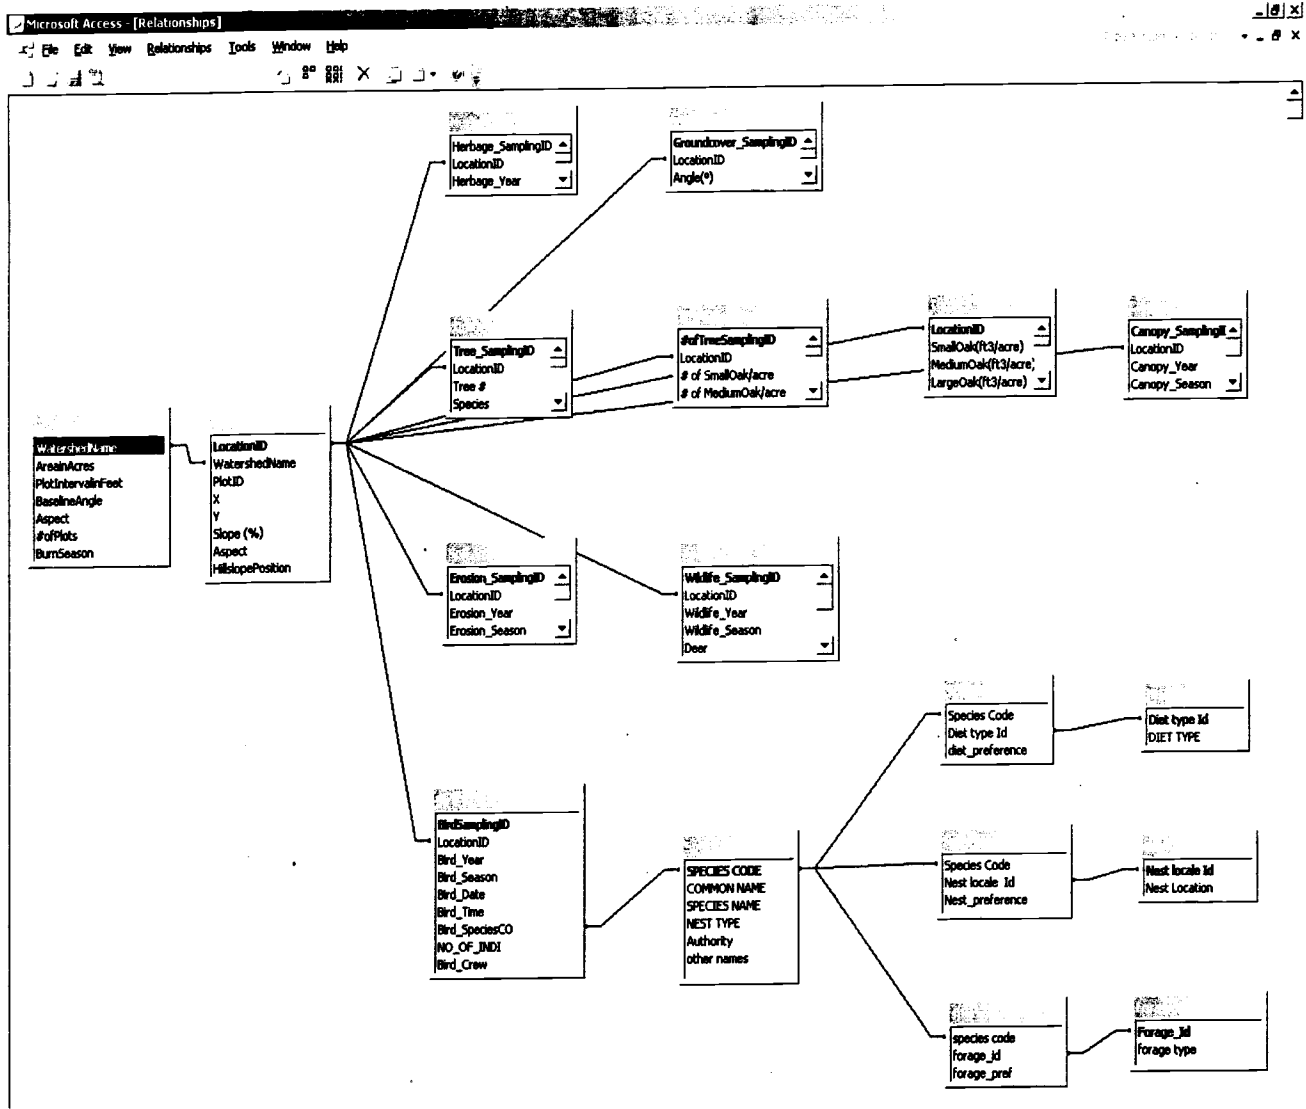 Microsoft Access - [Relationships]
File Edit View Relationships Tools Window Help
Herbage_SamplingID
LocationID
Herbage_Year
Groundcover_SamplingID
LocationID
Angle(°)
Tree_SamplingID
LocationID
Tree #
Species
#ofTreeSamplingID
LocationID
# of SmallOak/acre
# of MediumOak/acre
LocationID
SmallOak(ft3/acre)
MediumOak(ft3/acre)
LargeOak(ft3/acre)
Canopy_SamplingI
LocationID
Canopy_Year
Canopy_Season
WatershedName
AreainAcres
PlotIntervalinFeet
BaselineAngle
Aspect
#ofPlots
BurnSeason
LocationID
WatershedName
PlotID
X
Y
Slope (%)
Aspect
HillslopePosition
Erosion_SamplingID
LocationID
Erosion_Year
Erosion_Season
Wildlife_SamplingID
LocationID
Wildlife_Year
Wildlife_Season
Deer
BirdSamplingID
LocationID
Bird_Year
Bird_Season
Bird_Date
Bird_Time
Bird_SpeciesCO
NO_OF_INDI
Bird_Crew
SPECIES CODE
COMMON NAME
SPECIES NAME
NEST TYPE
Authority
other names
Species Code
Diet type Id
diet_preference
Diet type Id
DIET TYPE
Species Code
Nest locale Id
Nest_preference
Nest locale Id
Nest Location
species code
forage_id
forage_pref
Forage_Id
forage type